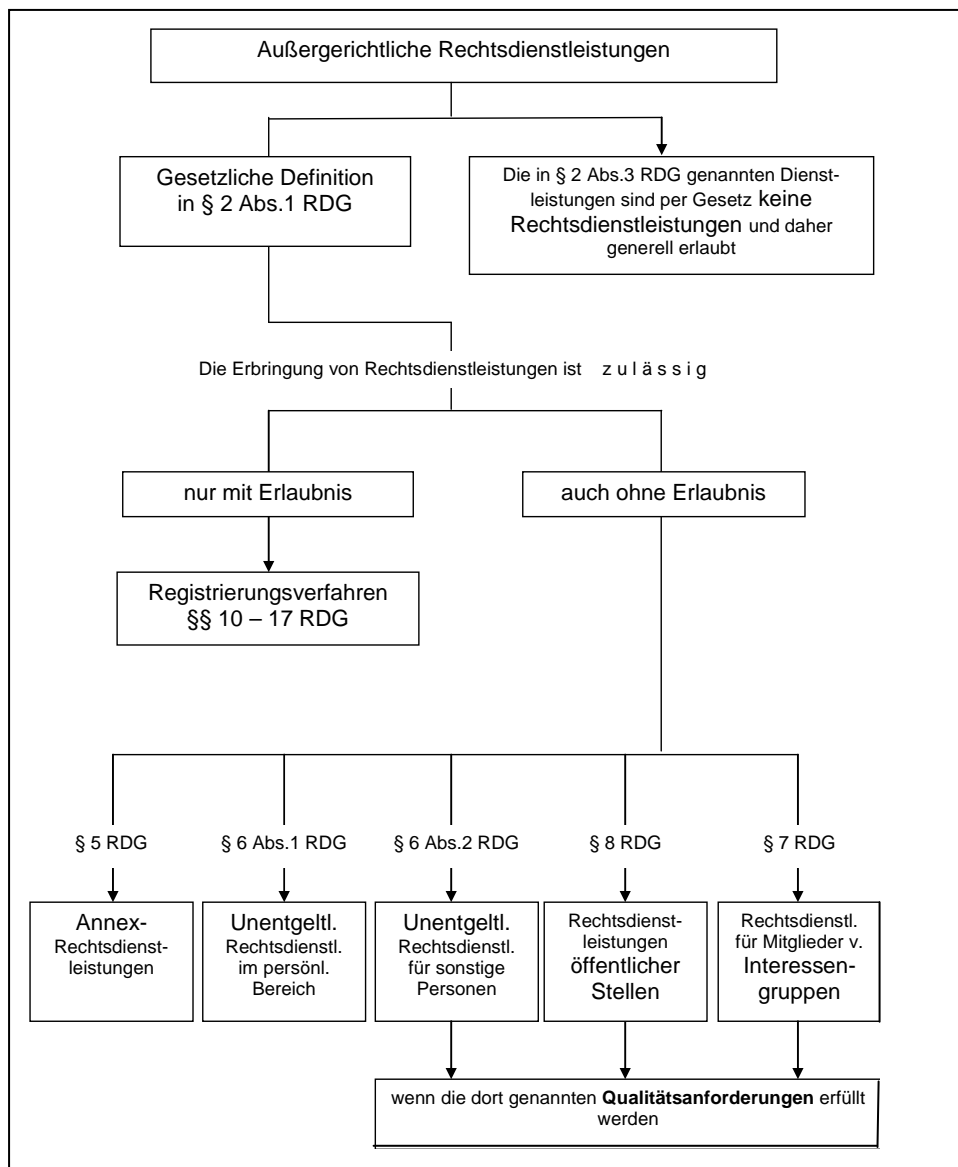 Außergerichtliche Rechtsdienstleistungen
Gesetzliche Definition
in § 2 Abs.1 RDG
Die in § 2 Abs.3 RDG genannten Dienst-
leistungen sind per Gesetz keine
Rechtsdienstleistungen und daher
generell erlaubt
Die Erbringung von Rechtsdienstleistungen ist z u l ä s s i g
nur mit Erlaubnis
auch ohne Erlaubnis
Registrierungsverfahren
§§ 10 – 17 RDG
§ 5 RDG
§ 6 Abs.1 RDG
§ 6 Abs.2 RDG
§ 8 RDG
§ 7 RDG
Annex-
Rechtsdienst-
leistungen
Unentgeltl.
Rechtsdienstl.
im persönl.
Bereich
Unentgeltl.
Rechtsdienstl.
für sonstige
Personen
Rechtsdienst-
leistungen
öffentlicher
Stellen
Rechtsdienstl.
für Mitglieder v.
Interessen-
gruppen
wenn die dort genannten Qualitätsanforderungen erfüllt
werden